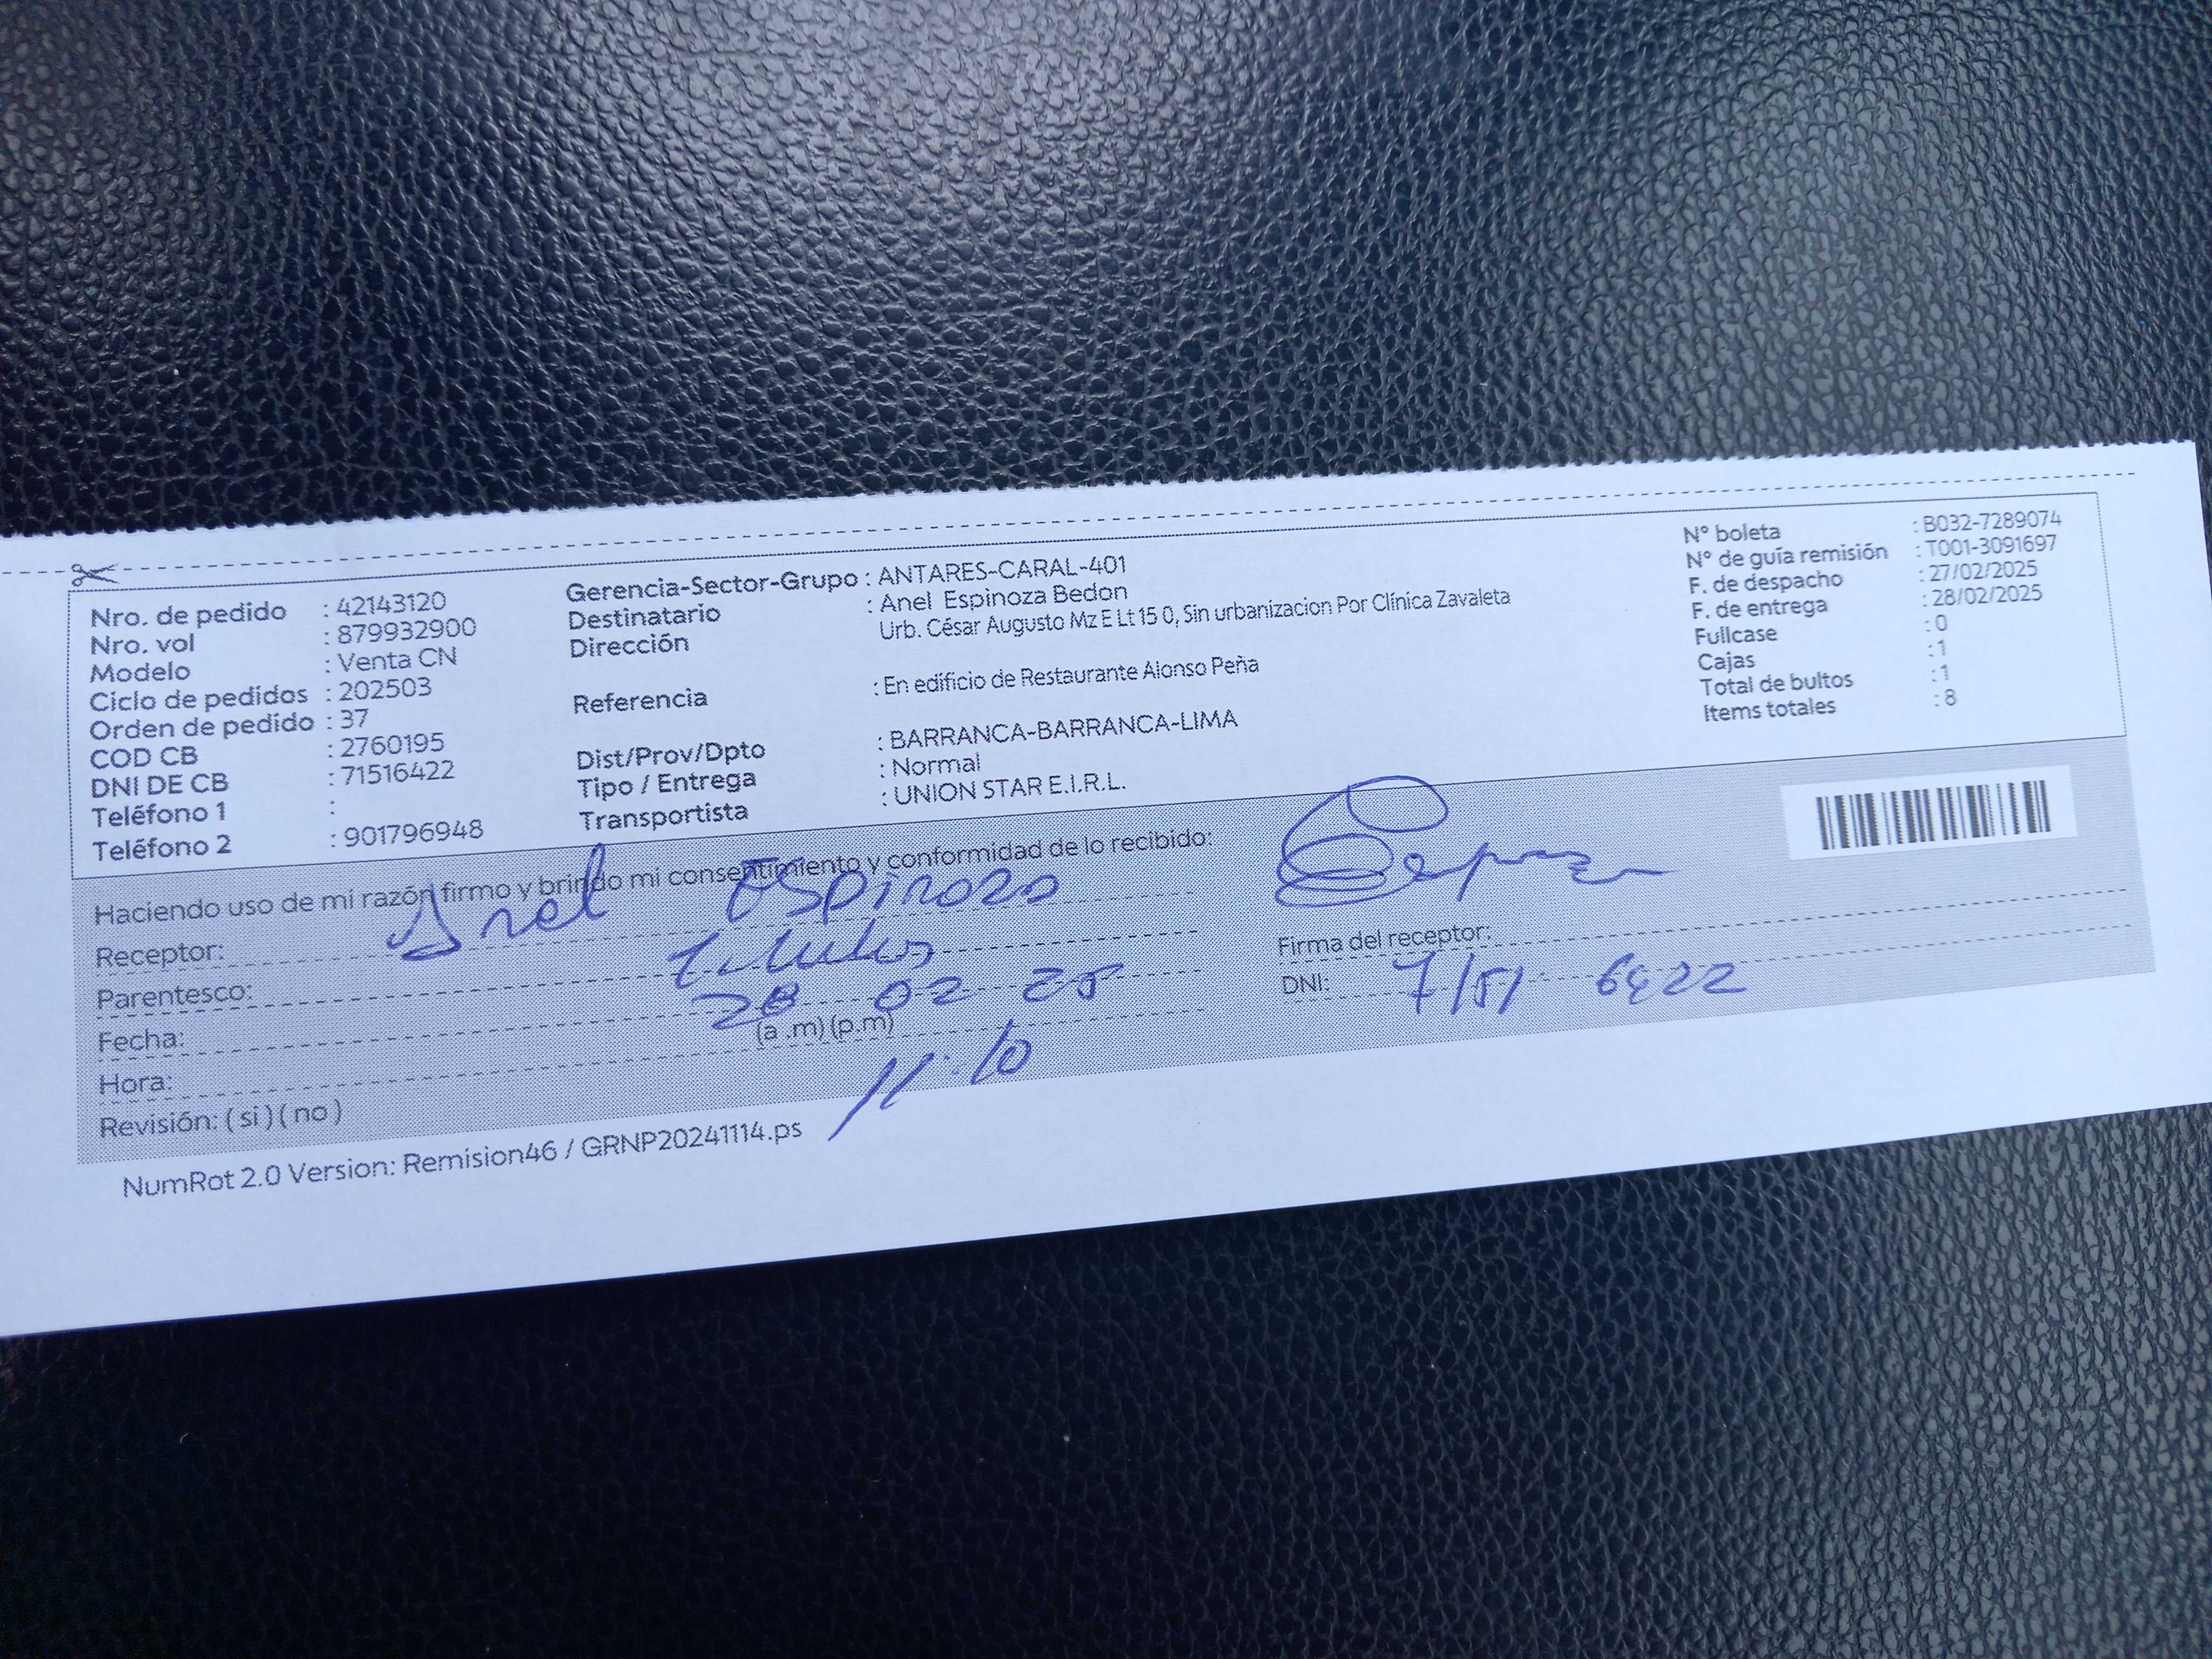 Nro. de pedido : 42143120
Nro. vol : 879932900
Modelo : Venta CN
Ciclo de pedidos : 202503
Orden de pedido : 37
COD CB : 2760195
DNI DE CB : 71516422
Teléfono 1 :
Teléfono 2 : 901796948
Gerencia-Sector-Grupo : ANTARES-CARAL-401
Destinatario : Anel Espinoza Bedon
Dirección Urb. César Augusto Mz E Lt 15 0, Sin urbanizacion Por Clínica Zavaleta
Referencia : En edificio de Restaurante Alonso Peña
Dist/Prov/Dpto : BARRANCA-BARRANCA-LIMA
Tipo / Entrega : Normal
Transportista : UNION STAR E.I.R.L.
N° boleta : B032-7289074
N° de guía remisión : T001-3091697
F. de despacho : 27/02/2025
F. de entrega : 28/02/2025
Fullcase : 0
Cajas : 1
Total de bultos : 1
Items totales : 8
Haciendo uso de mi razón firmo y brindo mi consentimiento y conformidad de lo recibido:
Receptor: Anel Espinoza
Parentesco:
Fecha: 28 02 25
Hora: (a .m) (p.m) 11:10
Revisión: ( si ) ( no )
Firma del receptor:
DNI: 7151 6422
NumRot 2.0 Version: Remision46 / GRNP20241114.ps